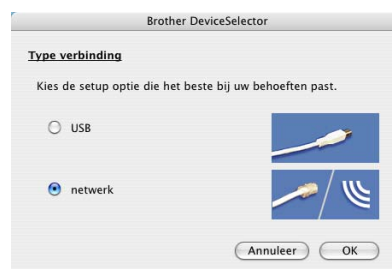 Brother DeviceSelector
Type verbinding
Kies de setup optie die het beste bij uw behoeften past.
USB
netwerk
Annuleer
OK